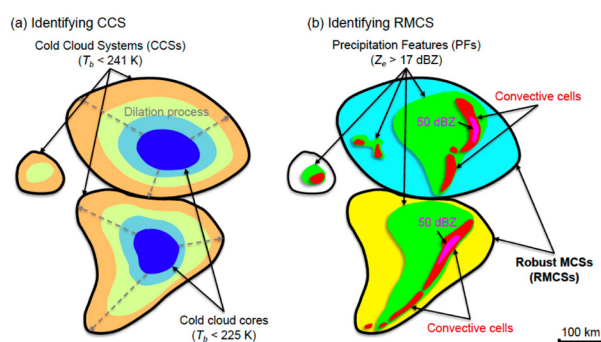 (a) Identifying CCS
Cold Cloud Systems (CCSs)
(Tb < 241 K)
Dilation process
Cold cloud cores
(Tb < 225 K)
(b) Identifying RMCS
Precipitation Features (PFs)
(Ze > 17 dBZ)
Convective cells
50 dBZ
50 dBZ
Robust MCSs
(RMCSs)
Convective cells
100 km